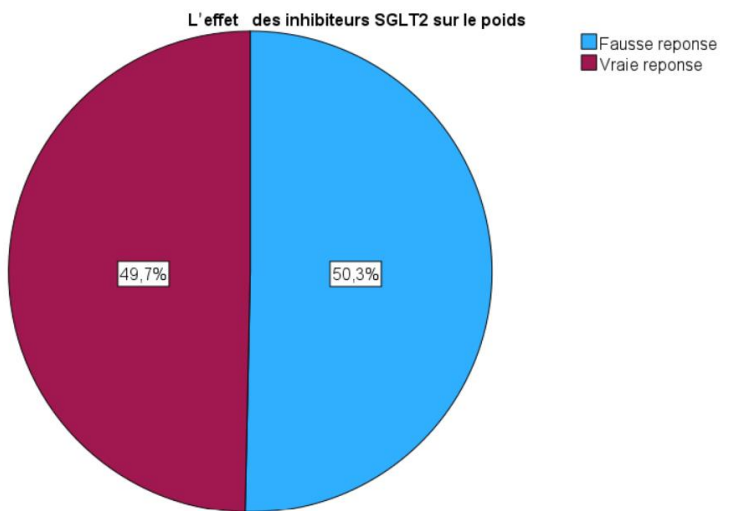 L'effet des inhibiteurs SGLT2 sur le poids
Fausse reponse
Vraie reponse
49,7%
50,3%